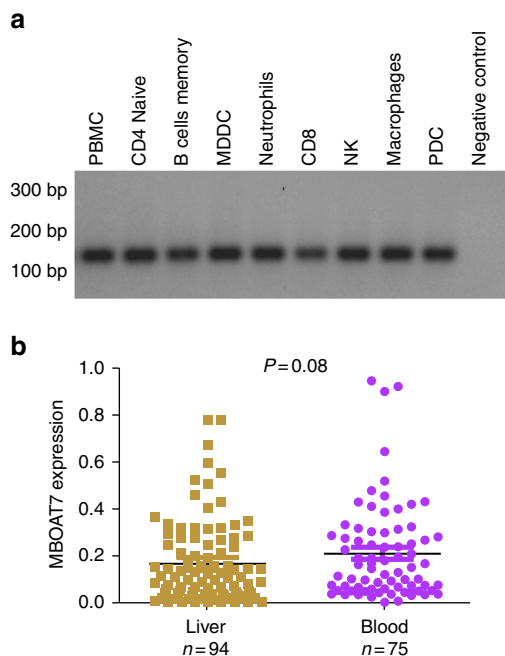 a
PBMC
CD4 Naive
B cells memory
MDDC
Neutrophils
CD8
NK
Macrophages
PDC
Negative control
300 bp
200 bp
100 bp
b
P = 0.08
MBOAT7 expression
1.0
0.8
0.6
0.4
0.2
0.0
Liver
n = 94
Blood
n = 75